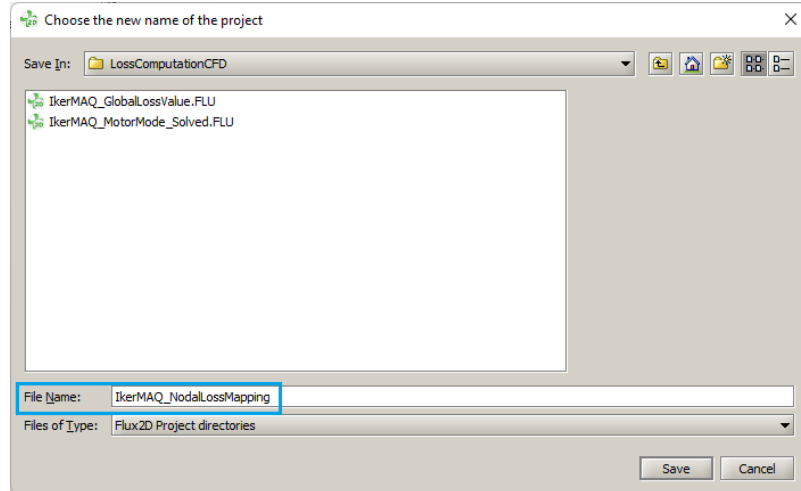 Choose the new name of the project
Save In: LossComputationCFD
IkerMAQ_GlobalLossValue.FLU
IkerMAQ_MotorMode_Solved.FLU
File Name: IkerMAQ_NodalLossMapping
Files of Type: Flux2D Project directories
Save Cancel